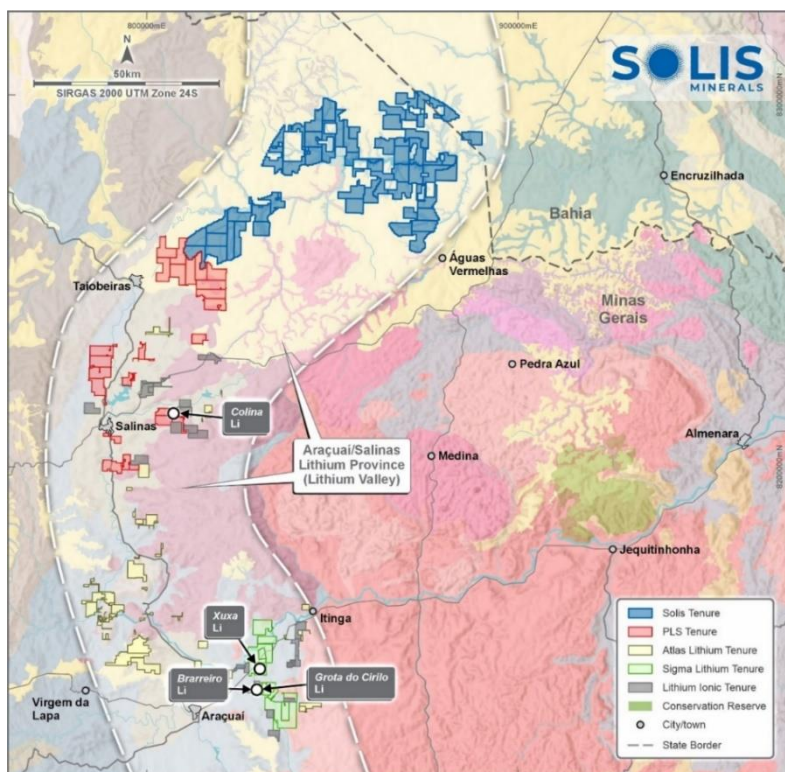 800000mE
900000mE
N
50km
SIRGAS 2000 UTM Zone 24S
SOLIS
MINERALS
8300000mN
Encruzilhada
Bahia
Águas
Vermelhas
Taiobeiras
Minas
Gerais
Pedra Azul
Colina
Li
Salinas
Almenara
Araçuai/Salinas
Lithium Province
(Lithium Valley)
Medina
8200000mN
Jequitinhonha
Itinga
Xuxa
Li
Brarreiro
Li
Grota do Cirilo
Li
Virgem da
Lapa
Araçuaí
Solis Tenure
PLS Tenure
Atlas Lithium Tenure
Sigma Lithium Tenure
Lithium Ionic Tenure
Conservation Reserve
City/town
State Border